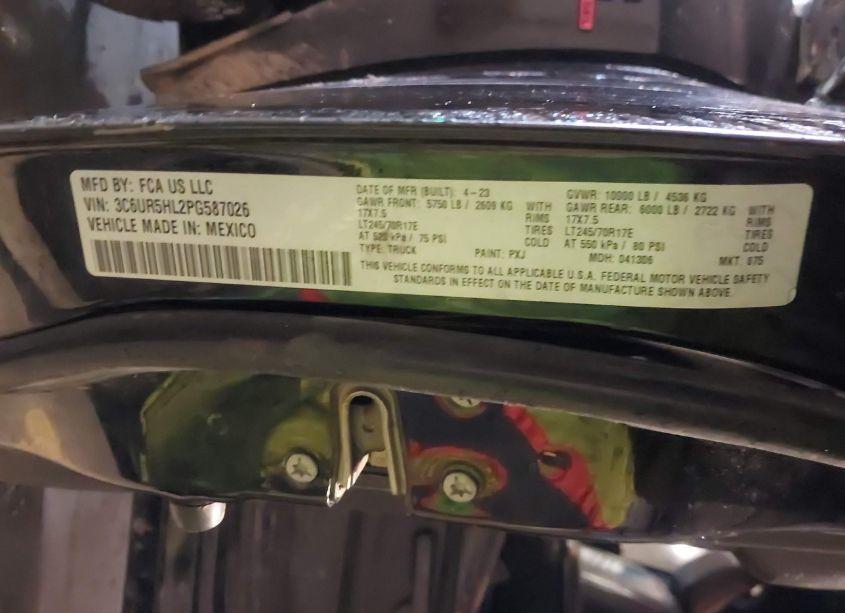 MFD BY: FCA US LLC
VIN: 3C6UR5HL2PG587026
VEHICLE MADE IN: MEXICO
DATE OF MFR (BUILT): 4-23 GVWR: 10000 LB / 4536 KG
GAWR FRONT: 5750 LB / 2609 KG WITH GAWR REAR: 6000 LB / 2722 KG WITH
17X7.5 RIMS 17X7.5 RIMS
LT245/70R17E TIRES LT245/70R17E TIRES
AT 520 kPa / 75 PSI COLD AT 550 kPa / 80 PSI COLD
TYPE: TRUCK PAINT: PXJ MDH: 041306 MKT: 875
THIS VEHICLE CONFORMS TO ALL APPLICABLE U.S.A. FEDERAL MOTOR VEHICLE SAFETY
STANDARDS IN EFFECT ON THE DATE OF MANUFACTURE SHOWN ABOVE.